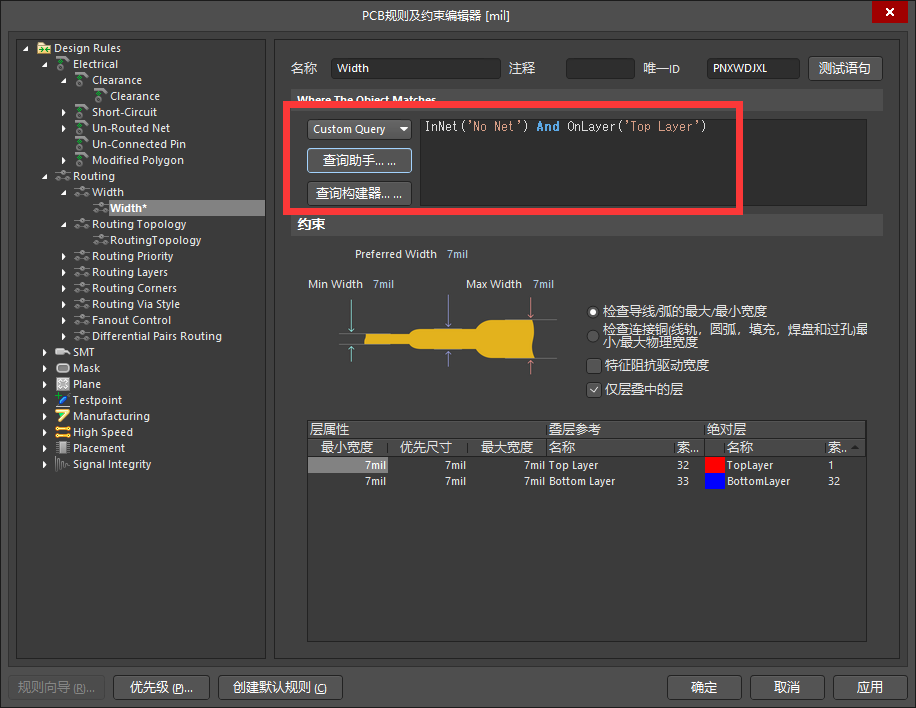 PCB规则及约束编辑器 [mil]
Design Rules
Electrical
Clearance
Clearance
Short-Circuit
Un-Routed Net
Un-Connected Pin
Modified Polygon
Routing
Width
Width*
Routing Topology
RoutingTopology
Routing Priority
Routing Layers
Routing Corners
Routing Via Style
Fanout Control
Differential Pairs Routing
SMT
Mask
Plane
Testpoint
Manufacturing
High Speed
Placement
Signal Integrity
名称 Width 注释 唯一ID PNXWDJXL 测试语句
Where The Object Matches
Custom Query InNet('No Net') And OnLayer('Top Layer')
查询助手... ...
查询构建器... ...
约束
Preferred Width 7mil
Min Width 7mil Max Width 7mil
检查导线/弧的最大/最小宽度
检查连接铜(线轨，圆弧，填充，焊盘和过孔)最
小/最大物理宽度
特征阻抗驱动宽度
仅层叠中的层
层属性 叠层参考 绝对层
最小宽度 优先尺寸 最大宽度 名称 索... 名称 索..
7mil 7mil 7mil Top Layer 32 TopLayer 1
7mil 7mil 7mil Bottom Layer 33 BottomLayer 32
规则向导 (R)... 优先级 (P)... 创建默认规则 (C) 确定 取消 应用